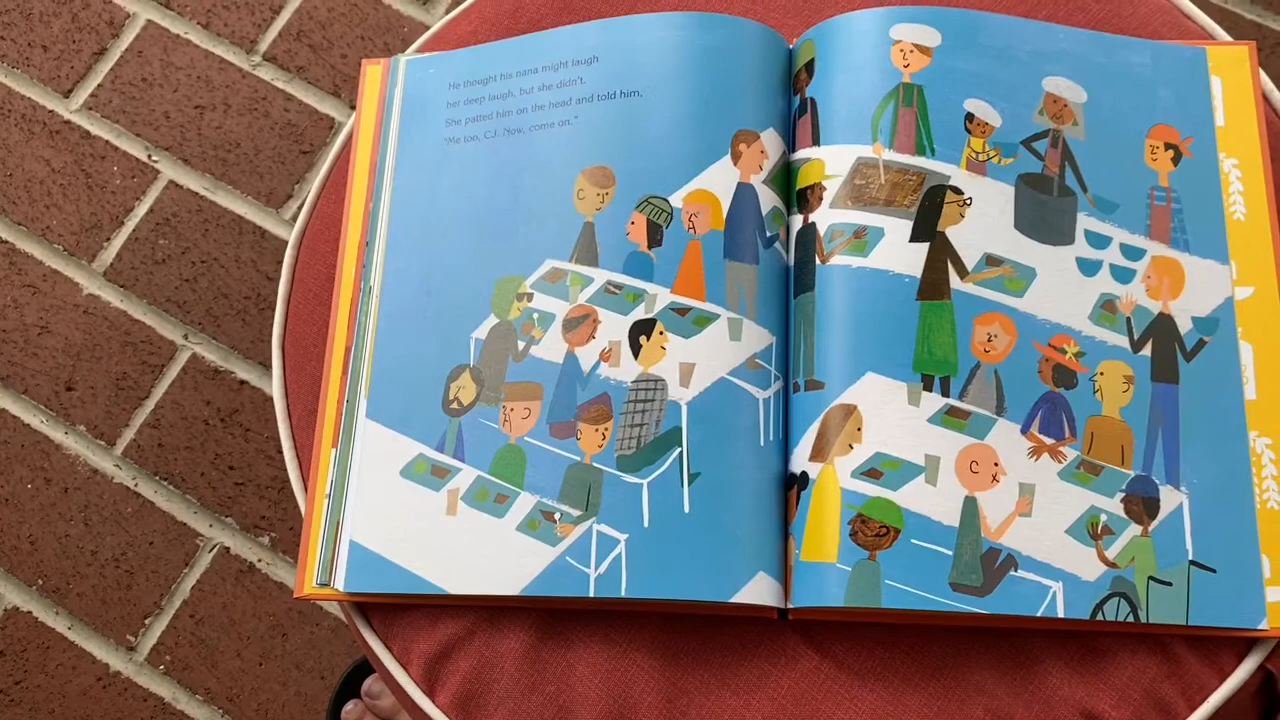 He thought his nana might laugh
her deep laugh, but she didn't.
She patted him on the head and told him,
"Me too, C.J. Now, come on."